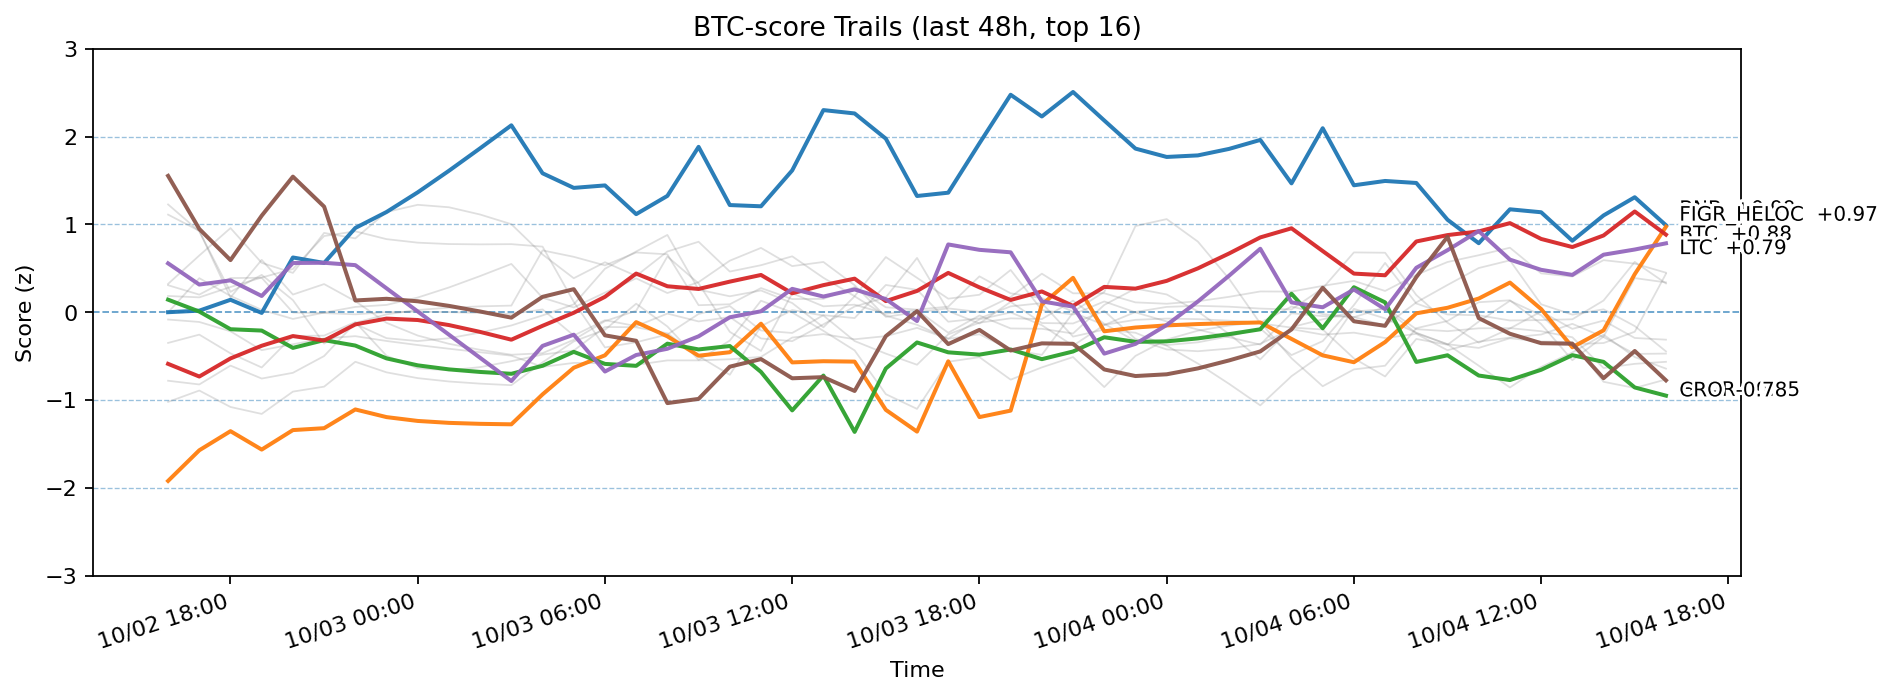 BTC-score Trails (last 48h, top 16)
Score (z)
3
2
1
0
−1
−2
−3
FIGR_HELOC +0.97
BTC +0.88
LTC +0.79
10/02 18:00
10/03 00:00
10/03 06:00
10/03 12:00
10/03 18:00
10/04 00:00
10/04 06:00
10/04 12:00
10/04 18:00
Time